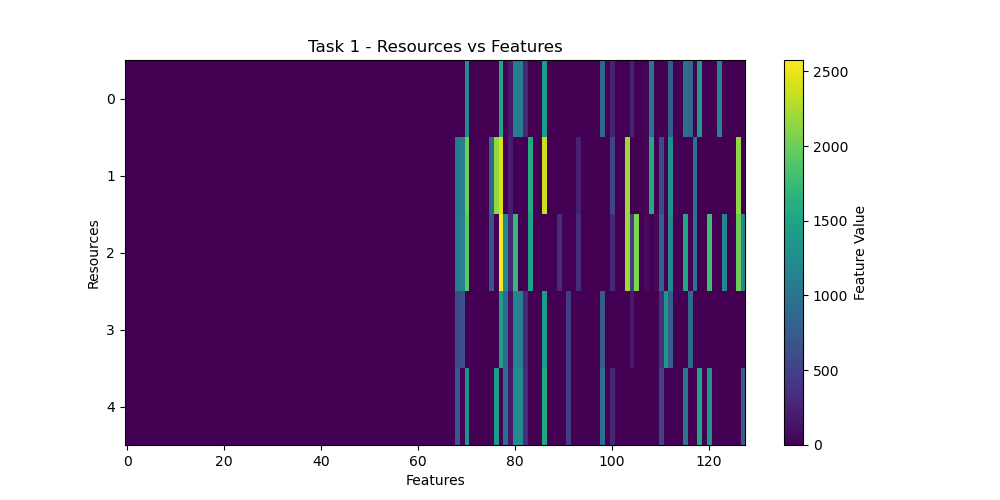 Task 1 - Resources vs Features
Resources
0
1
2
3
4
0 20 40 60 80 100 120
Features
2500
2000
1500
1000
500
0
Feature Value